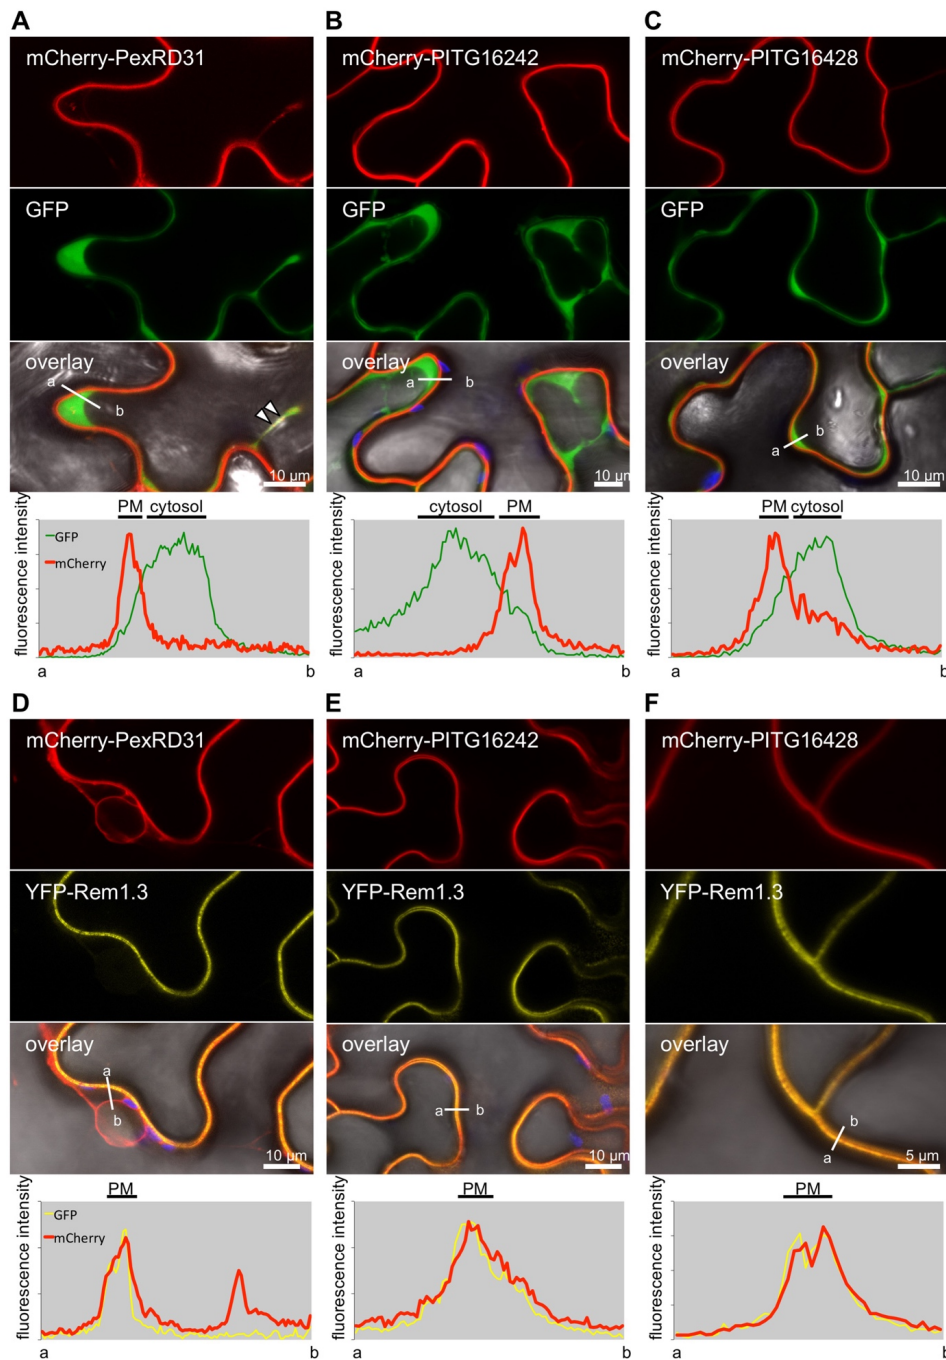 A
B
C
mCherry-PexRD31
mCherry-PITG16242
mCherry-PITG16428
GFP
GFP
GFP
overlay
a
b
10 µm
overlay
a
b
10 µm
overlay
a
b
10 µm
fluorescence intensity
PM
cytosol
GFP
mCherry
a
b
fluorescence intensity
cytosol
PM
a
b
fluorescence intensity
PM
cytosol
a
b
D
E
F
mCherry-PexRD31
mCherry-PITG16242
mCherry-PITG16428
YFP-Rem1.3
YFP-Rem1.3
YFP-Rem1.3
overlay
a
b
10 µm
overlay
a
b
10 µm
overlay
b
a
5 µm
fluorescence intensity
PM
GFP
mCherry
a
b
fluorescence intensity
PM
a
b
fluorescence intensity
PM
a
b